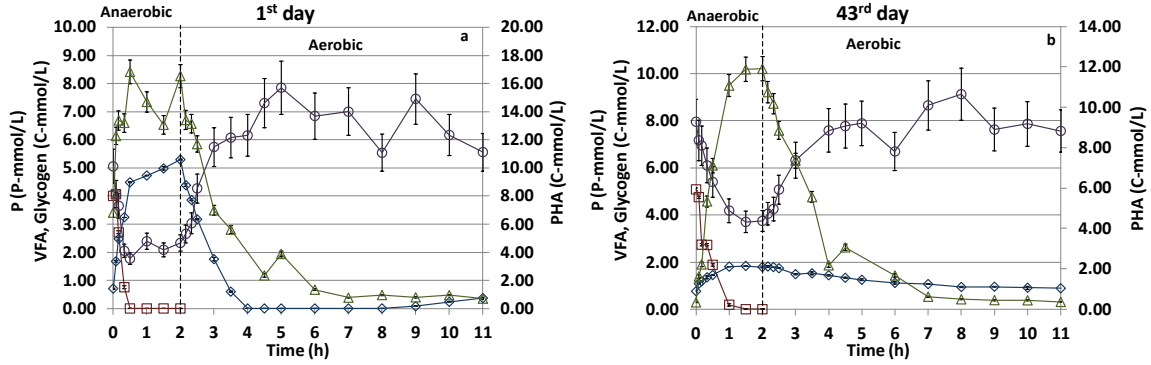 Anaerobic
1st day
Aerobic
a
P (P-mmol/L)
VFA, Glycogen (C-mmol/L)
10.00
9.00
8.00
7.00
6.00
5.00
4.00
3.00
2.00
1.00
0.00
20.00
18.00
16.00
14.00
12.00
10.00
8.00
6.00
4.00
2.00
0.00
PHA (C-mmol/L)
0 1 2 3 4 5 6 7 8 9 10 11
Time (h)
Anaerobic
43rd day
Aerobic
b
P (P-mmol/L)
VFA, Glycogen (C-mmol/L)
12.00
10.00
8.00
6.00
4.00
2.00
0.00
14.00
12.00
10.00
8.00
6.00
4.00
2.00
0.00
PHA (C-mmol/L)
0 1 2 3 4 5 6 7 8 9 10 11
Time (h)